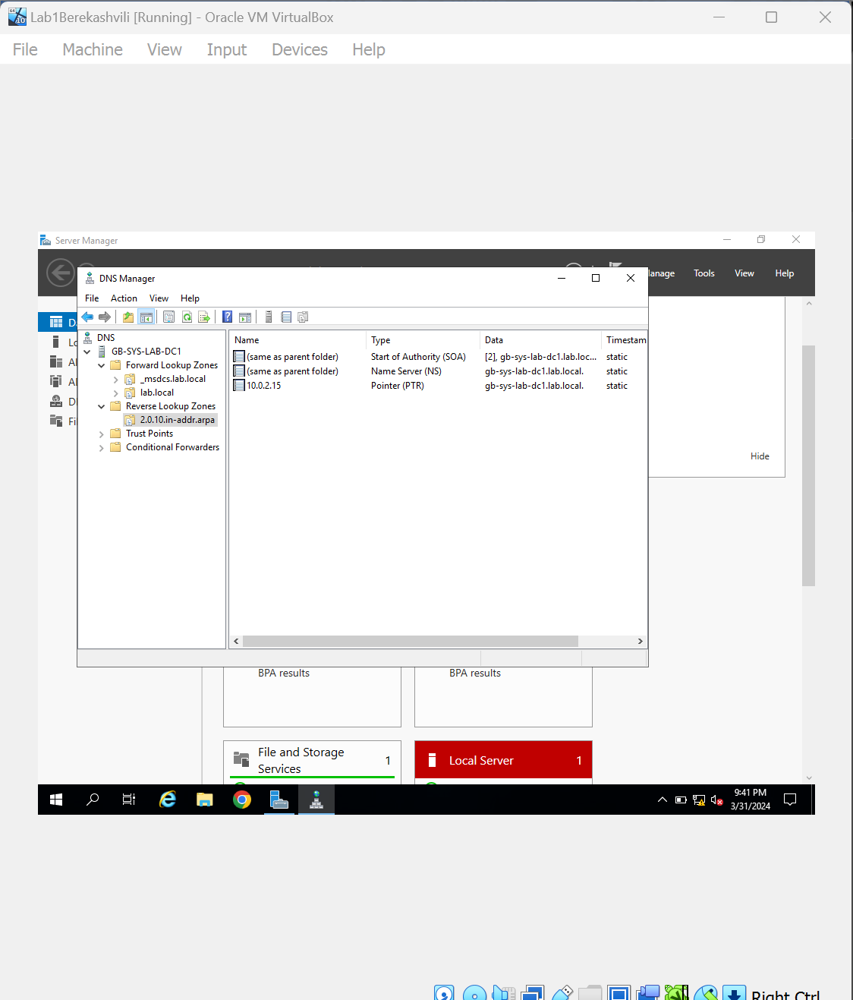 Lab1Berekashvili [Running] - Oracle VM VirtualBox
File Machine View Input Devices Help
Server Manager
Manage Tools View Help
DNS Manager
File Action View Help
DNS
GB-SYS-LAB-DC1
Forward Lookup Zones
_msdcs.lab.local
lab.local
Reverse Lookup Zones
2.0.10.in-addr.arpa
Trust Points
Conditional Forwarders
Name Type Data Timestam
(same as parent folder) Start of Authority (SOA) [2], gb-sys-lab-dc1.lab.loc... static
(same as parent folder) Name Server (NS) gb-sys-lab-dc1.lab.local. static
10.0.2.15 Pointer (PTR) gb-sys-lab-dc1.lab.local. static
Hide
BPA results
BPA results
File and Storage
Services 1
Local Server 1
9:41 PM
3/31/2024
Right Ctrl